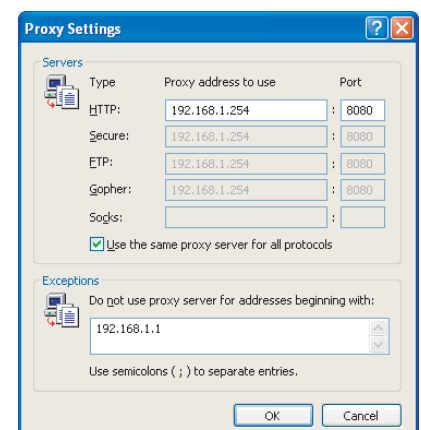 Proxy Settings
Servers
Type Proxy address to use Port
HTTP: 192.168.1.254 : 8080
Secure: 192.168.1.254 : 8080
FTP: 192.168.1.254 : 8080
Gopher: 192.168.1.254 : 8080
Socks: :
Use the same proxy server for all protocols
Exceptions
Do not use proxy server for addresses beginning with:
192.168.1.1
Use semicolons ( ; ) to separate entries.
OK Cancel